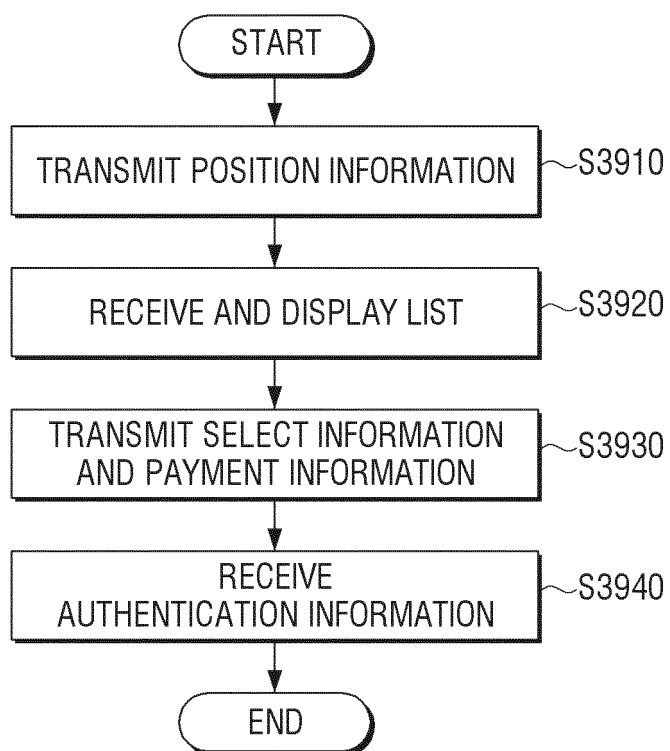 START
TRANSMIT POSITION INFORMATION
S3910
RECEIVE AND DISPLAY LIST
S3920
TRANSMIT SELECT INFORMATION
AND PAYMENT INFORMATION
S3930
RECEIVE
AUTHENTICATION INFORMATION
S3940
END